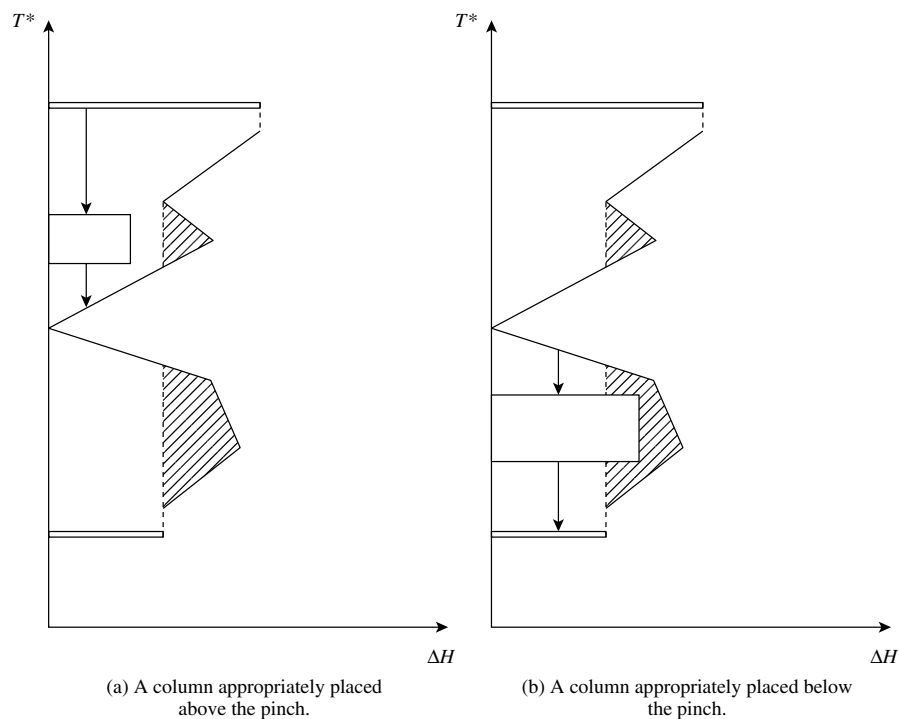 T*
T*
ΔH
ΔH
(a) A column appropriately placed
above the pinch.
(b) A column appropriately placed below
the pinch.